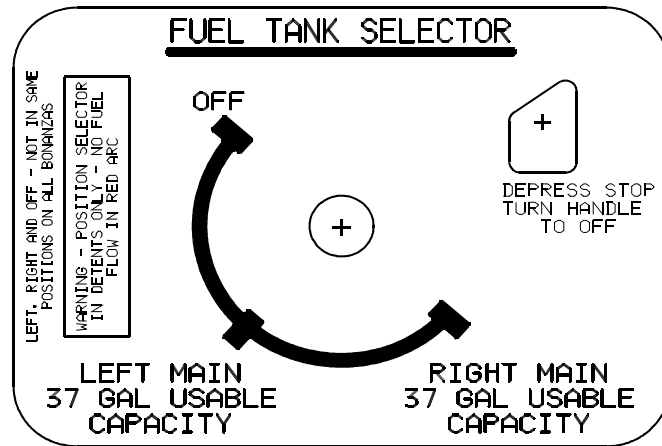 FUEL TANK SELECTOR
LEFT, RIGHT AND OFF - NOT IN SAME
POSITIONS ON ALL BONANZAS
WARNING - POSITION SELECTOR
IN DETENTS ONLY - NO FUEL
FLOW IN RED ARC
OFF
DEPRESS STOP
TURN HANDLE
TO OFF
LEFT MAIN
37 GAL USABLE
CAPACITY
RIGHT MAIN
37 GAL USABLE
CAPACITY